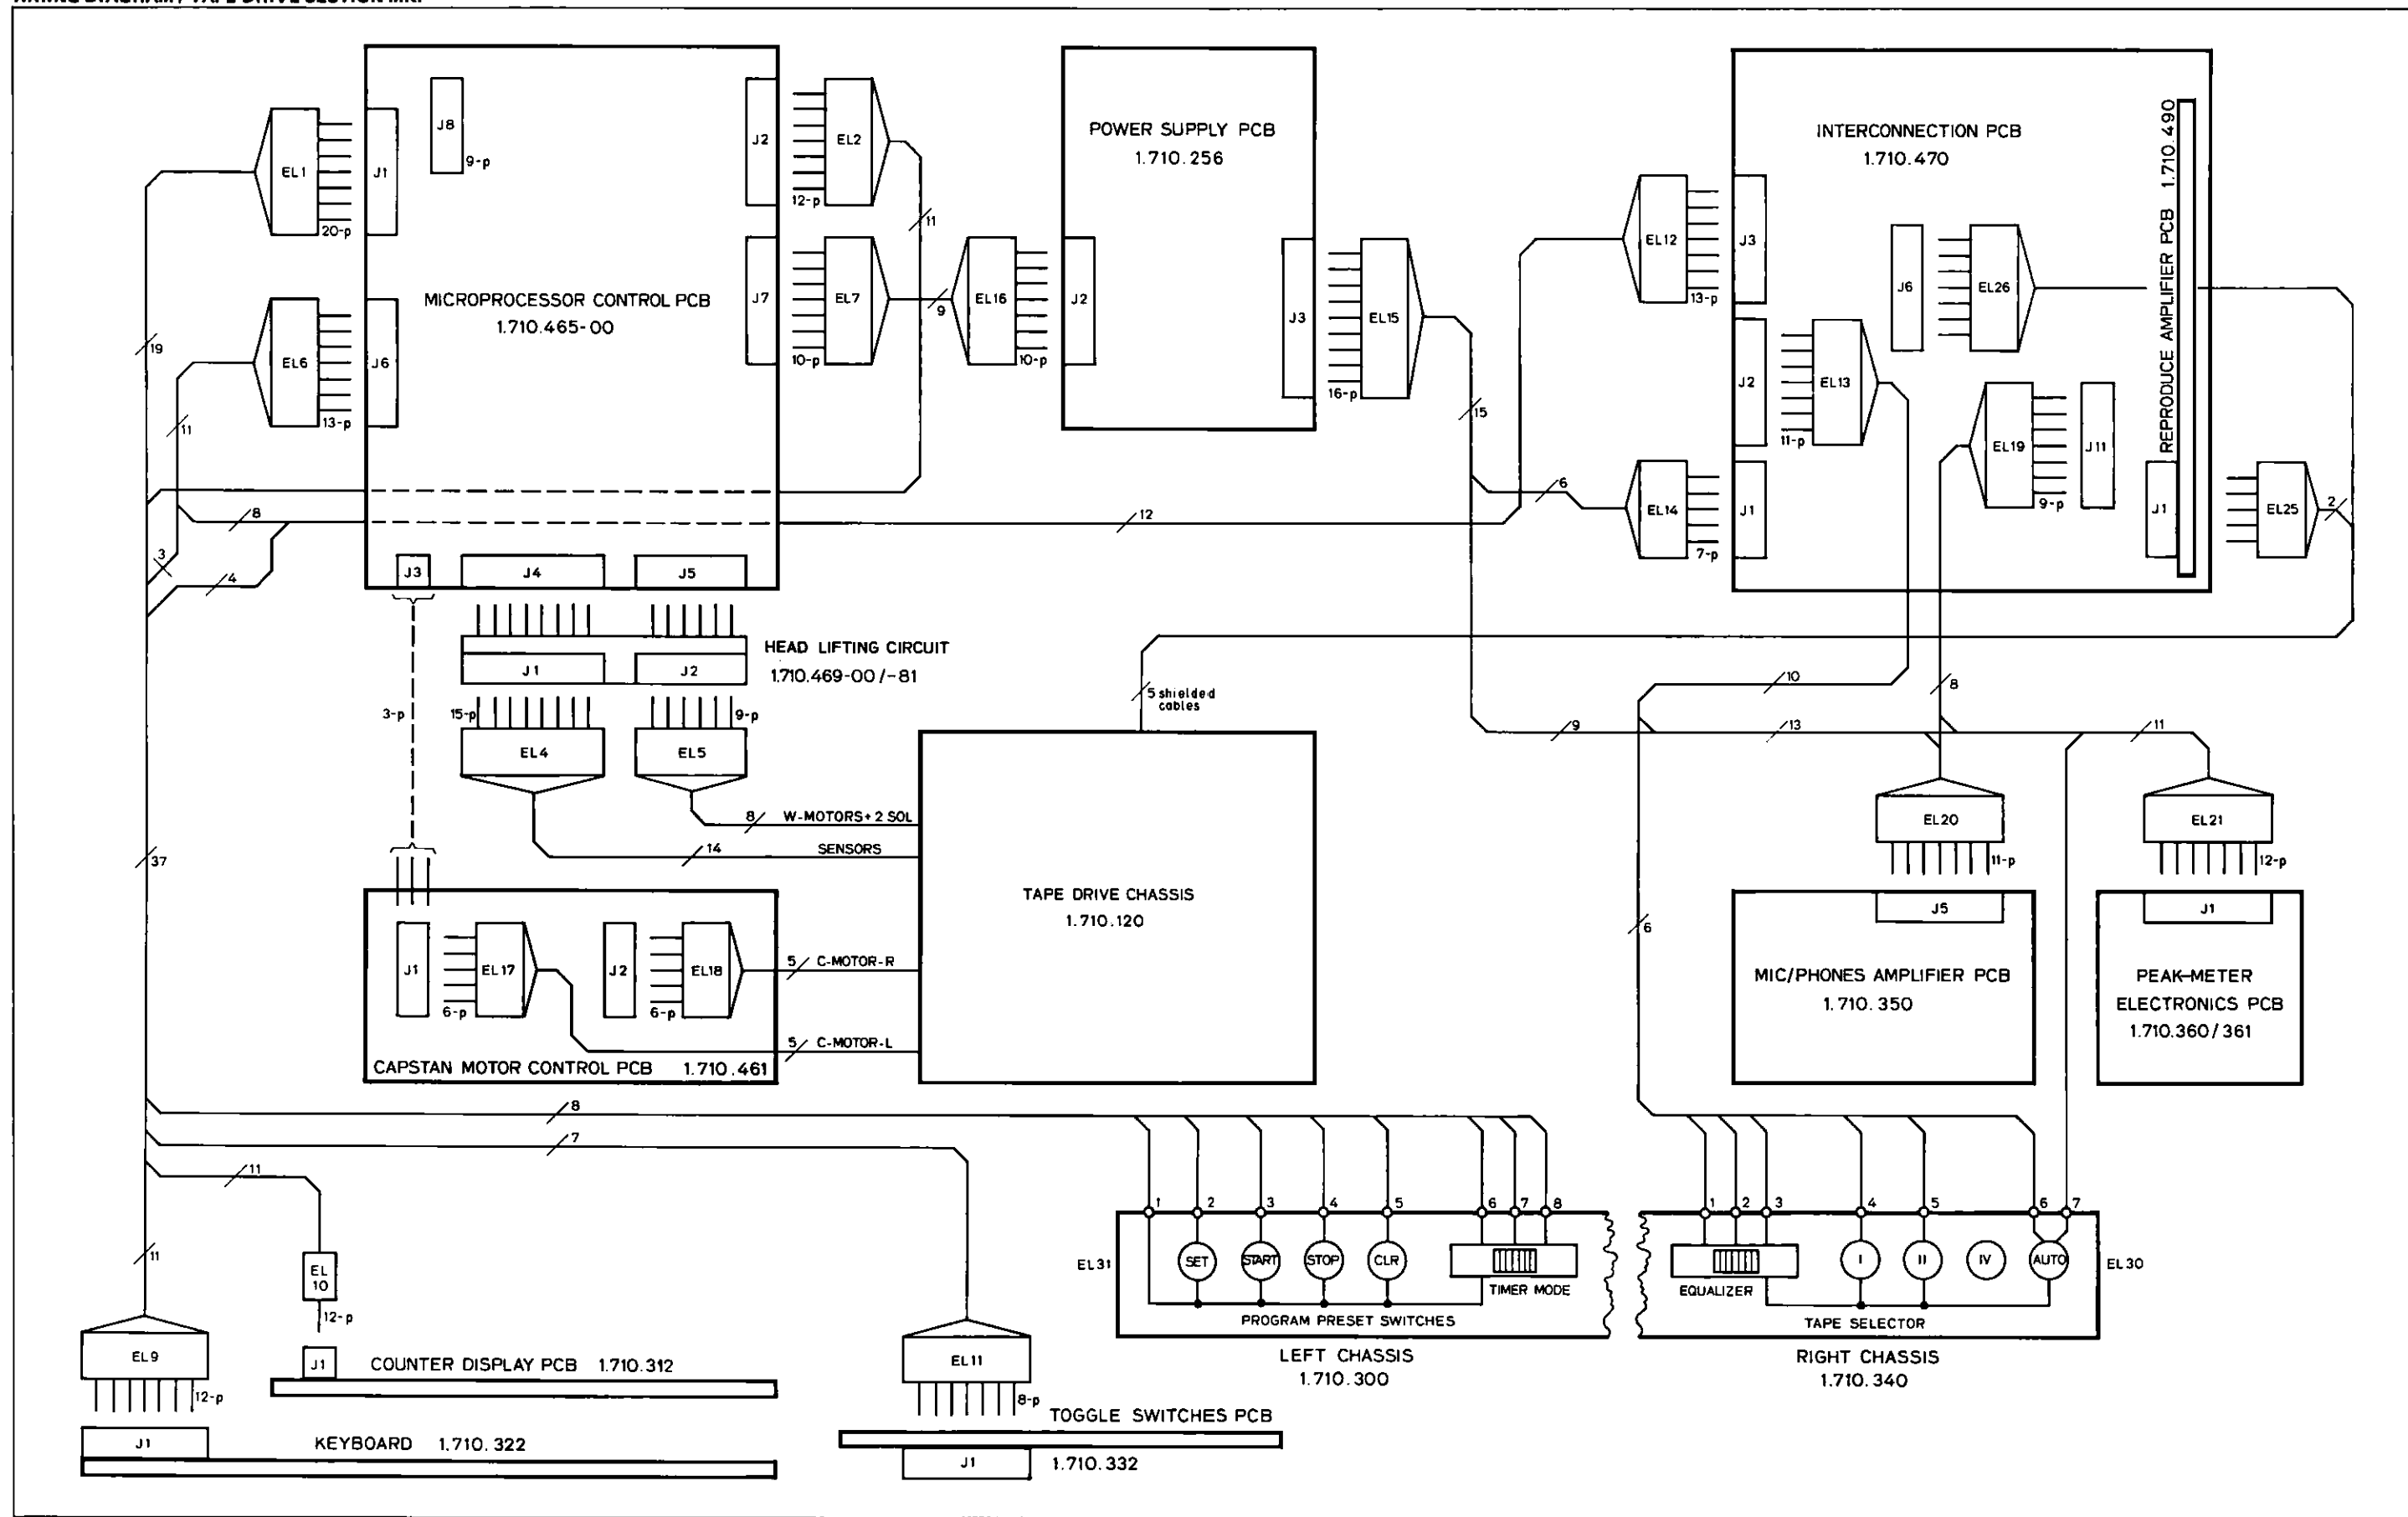 J8
9-p
EL1
20-p
J1
J2
12-p
EL2
11
POWER SUPPLY PCB
1.710.256
INTERCONNECTION PCB
1.710.470
REPRODUCE AMPLIFIER PCB 1.710.490
EL6
13-p
J6
MICROPROCESSOR CONTROL PCB
1.710.465-00
J7
10-p
EL7
9
EL16
10-p
J2
J3
16-p
EL15
15
EL12
13-p
J3
J2
11-p
EL13
J6
EL26
EL19
9-p
J11
J1
EL25
2
19
11
8
3
4
12
6
EL14
7-p
J1
J3
J4
J5
HEAD LIFTING CIRCUIT
1.710.469-00/-81
J1
J2
3-p
15-p
9-p
EL4
EL5
5 shielded
cables
10
8
9
13
11
8 W-MOTORS+ 2 SOL
14 SENSORS
37
TAPE DRIVE CHASSIS
1.710.120
EL20
11-p
J5
MIC/PHONES AMPLIFIER PCB
1.710.350
EL21
12-p
J1
PEAK-METER
ELECTRONICS PCB
1.710.360/361
6
J1
6-p
EL17
J2
6-p
EL18
5 C-MOTOR-R
5 C-MOTOR-L
CAPSTAN MOTOR CONTROL PCB 1.710.461
8
7
11
11
EL
10
12-p
J1
COUNTER DISPLAY PCB 1.710.312
EL9
12-p
J1
KEYBOARD 1.710.322
EL11
8-p
TOGGLE SWITCHES PCB
J1
1.710.332
1 2 3 4 5 6 7 8
EL31
SET START STOP CLR
TIMER MODE
PROGRAM PRESET SWITCHES
LEFT CHASSIS
1.710.300
1 2 3 4 5 6 7
EQUALIZER
I II IV AUTO
EL30
TAPE SELECTOR
RIGHT CHASSIS
1.710.340